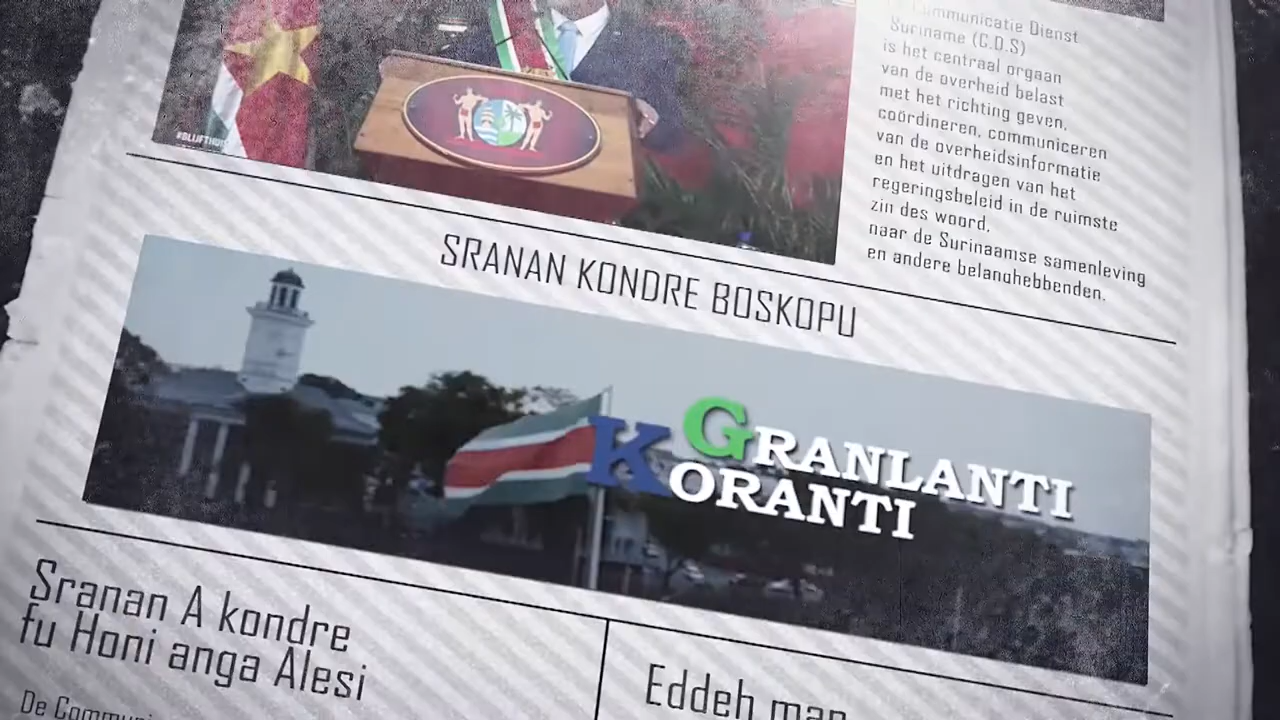 Communicatie Dienst
Suriname (C.D.S)
is het centraal orgaan
van de overheid belast
met het richting geven,
coördineren, communiceren
van de overheidsinformatie
en het uitdragen van het
regeringsbeleid in de ruimste
zin des woord,
naar de Surinaamse samenleving
en andere belanghebbenden.
SRANAN KONDRE BOSKOPU
GRANLANTI
KORANTI
Sranan A kondre
fu Honi anga Alesi
De
Eddeh man